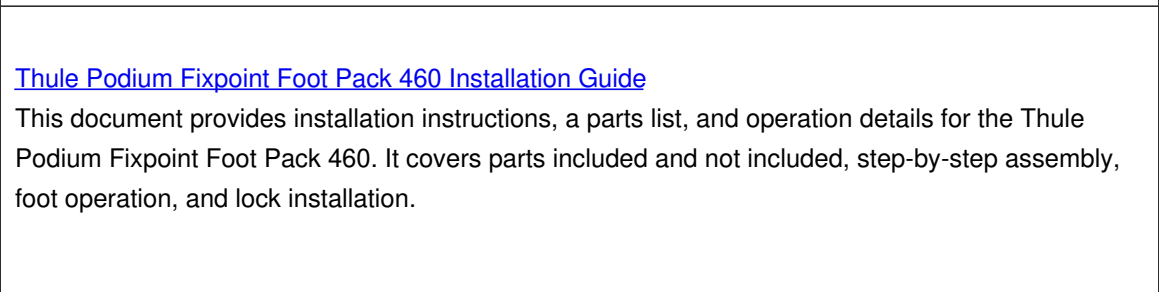 Thule Podium Fixpoint Foot Pack 460 Installation Guide
This document provides installation instructions, a parts list, and operation details for the Thule
Podium Fixpoint Foot Pack 460. It covers parts included and not included, step-by-step assembly,
foot operation, and lock installation.